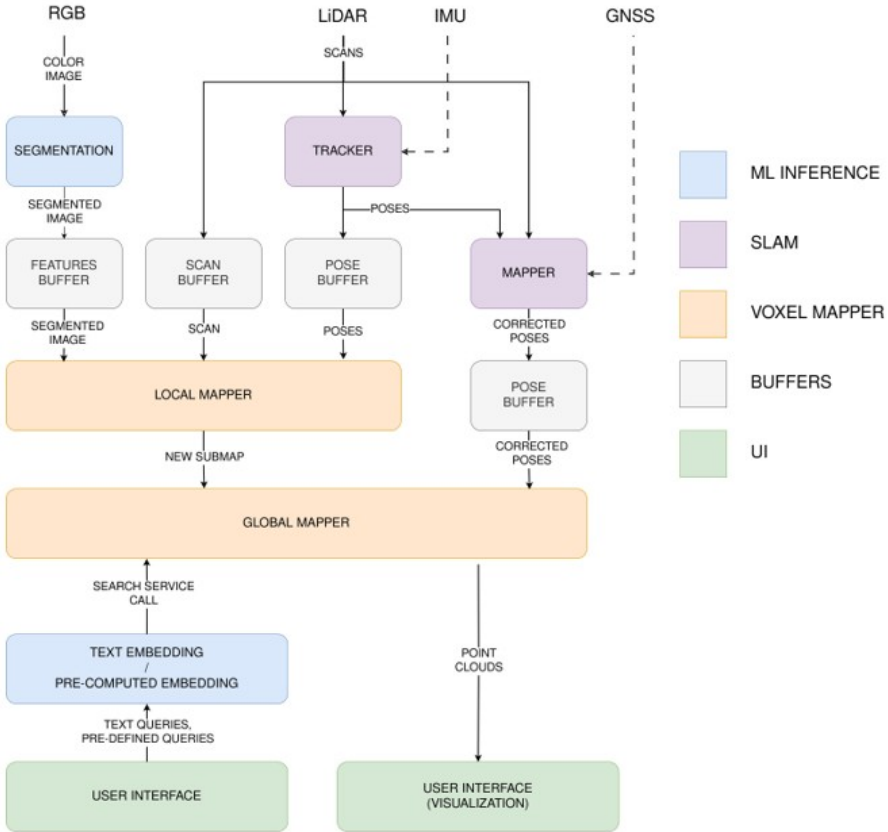 RGB
LiDAR
IMU
GNSS
COLOR
IMAGE
SCANS
SEGMENTATION
TRACKER
SEGMENTED
IMAGE
POSES
FEATURES
BUFFER
SCAN
BUFFER
POSE
BUFFER
MAPPER
SEGMENTED
IMAGE
SCAN
POSES
CORRECTED
POSES
LOCAL MAPPER
POSE
BUFFER
NEW SUBMAP
CORRECTED
POSES
GLOBAL MAPPER
SEARCH SERVICE
CALL
TEXT EMBEDDING
/
PRE-COMPUTED EMBEDDING
POINT
CLOUDS
TEXT QUERIES,
PRE-DEFINED QUERIES
USER INTERFACE
USER INTERFACE
(VISUALIZATION)
ML INFERENCE
SLAM
VOXEL MAPPER
BUFFERS
UI